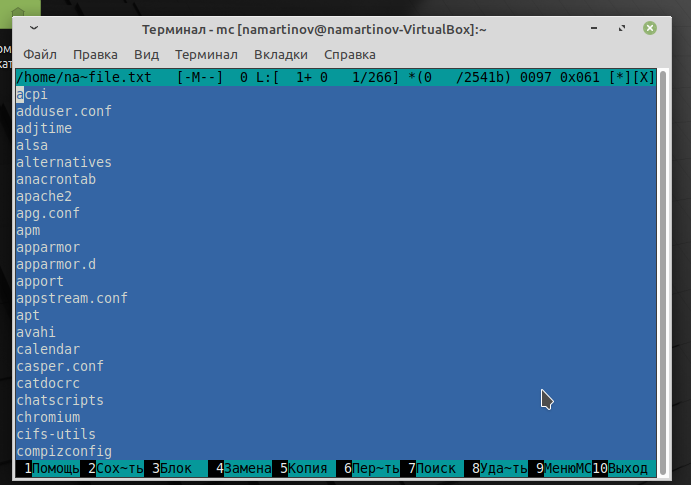 Терминал - mc [namartinov@namartinov-VirtualBox]:~
Файл Правка Вид Терминал Вкладки Справка
/home/na~file.txt [-M--] 0 L:[ 1+ 0 1/266] *(0 /2541b) 0097 0x061 [*][X]
acpi
adduser.conf
adjtime
alsa
alternatives
anacrontab
apache2
apg.conf
apm
apparmor
apparmor.d
apport
appstream.conf
apt
avahi
calendar
casper.conf
catdocrc
chatscripts
chromium
cifs-utils
compizconfig
1Помощь 2Сох~ть 3Блок 4Замена 5Копия 6Пер~ть 7Поиск 8Уда~ть 9МенюMC 10Выход